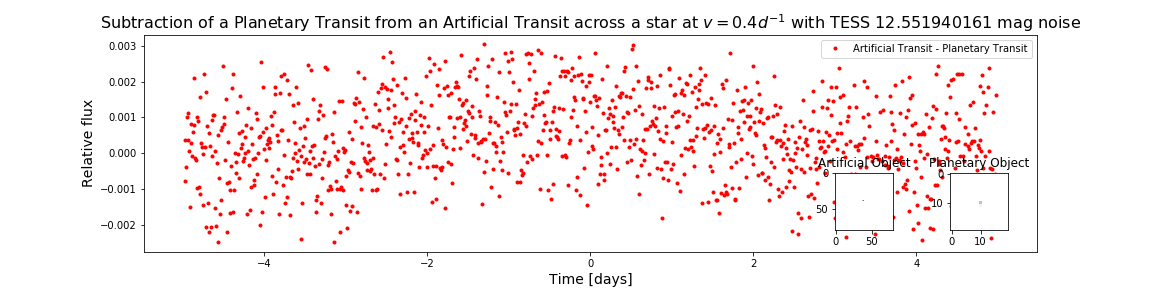 Subtraction of a Planetary Transit from an Artificial Transit across a star at v = 0.4d⁻¹ with TESS 12.551940161 mag noise
Artificial Transit - Planetary Transit
Relative flux
0.003
0.002
0.001
0.000
−0.001
−0.002
Artificial Object
0
50
0 50
Planetary Object
0
10
0 10
−4 −2 0 2 4
Time [days]